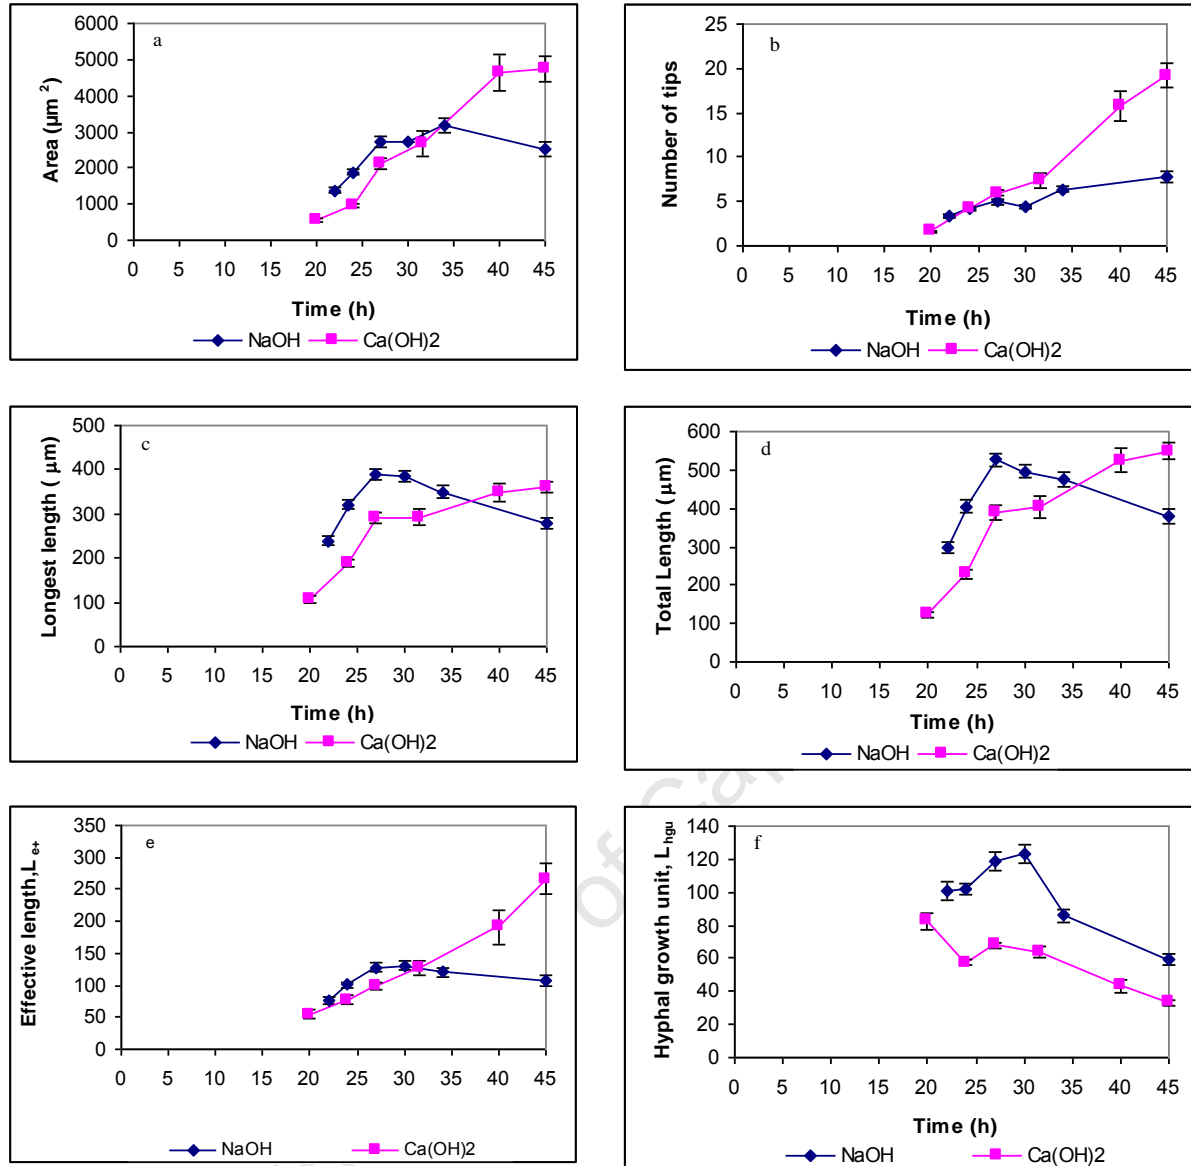 a
6000
5000
4000
3000
2000
1000
0
Area (µm²)
0 5 10 15 20 25 30 35 40 45
Time (h)
NaOH Ca(OH)2
b
25
20
15
10
5
0
Number of tips
0 5 10 15 20 25 30 35 40 45
Time (h)
NaOH Ca(OH)2
c
500
400
300
200
100
0
Longest length ( µm)
0 5 10 15 20 25 30 35 40 45
Time (h)
NaOH Ca(OH)2
d
600
500
400
300
200
100
0
Total Length (µm)
0 5 10 15 20 25 30 35 40 45
Time (h)
NaOH Ca(OH)2
e
350
300
250
200
150
100
50
0
Effective length,L e+
0 5 10 15 20 25 30 35 40 45
NaOH Ca(OH)2
f
140
120
100
80
60
40
20
0
Hyphal growth unit, L hgu
0 5 10 15 20 25 30 35 40 45
Time (h)
NaOH Ca(OH)2
of